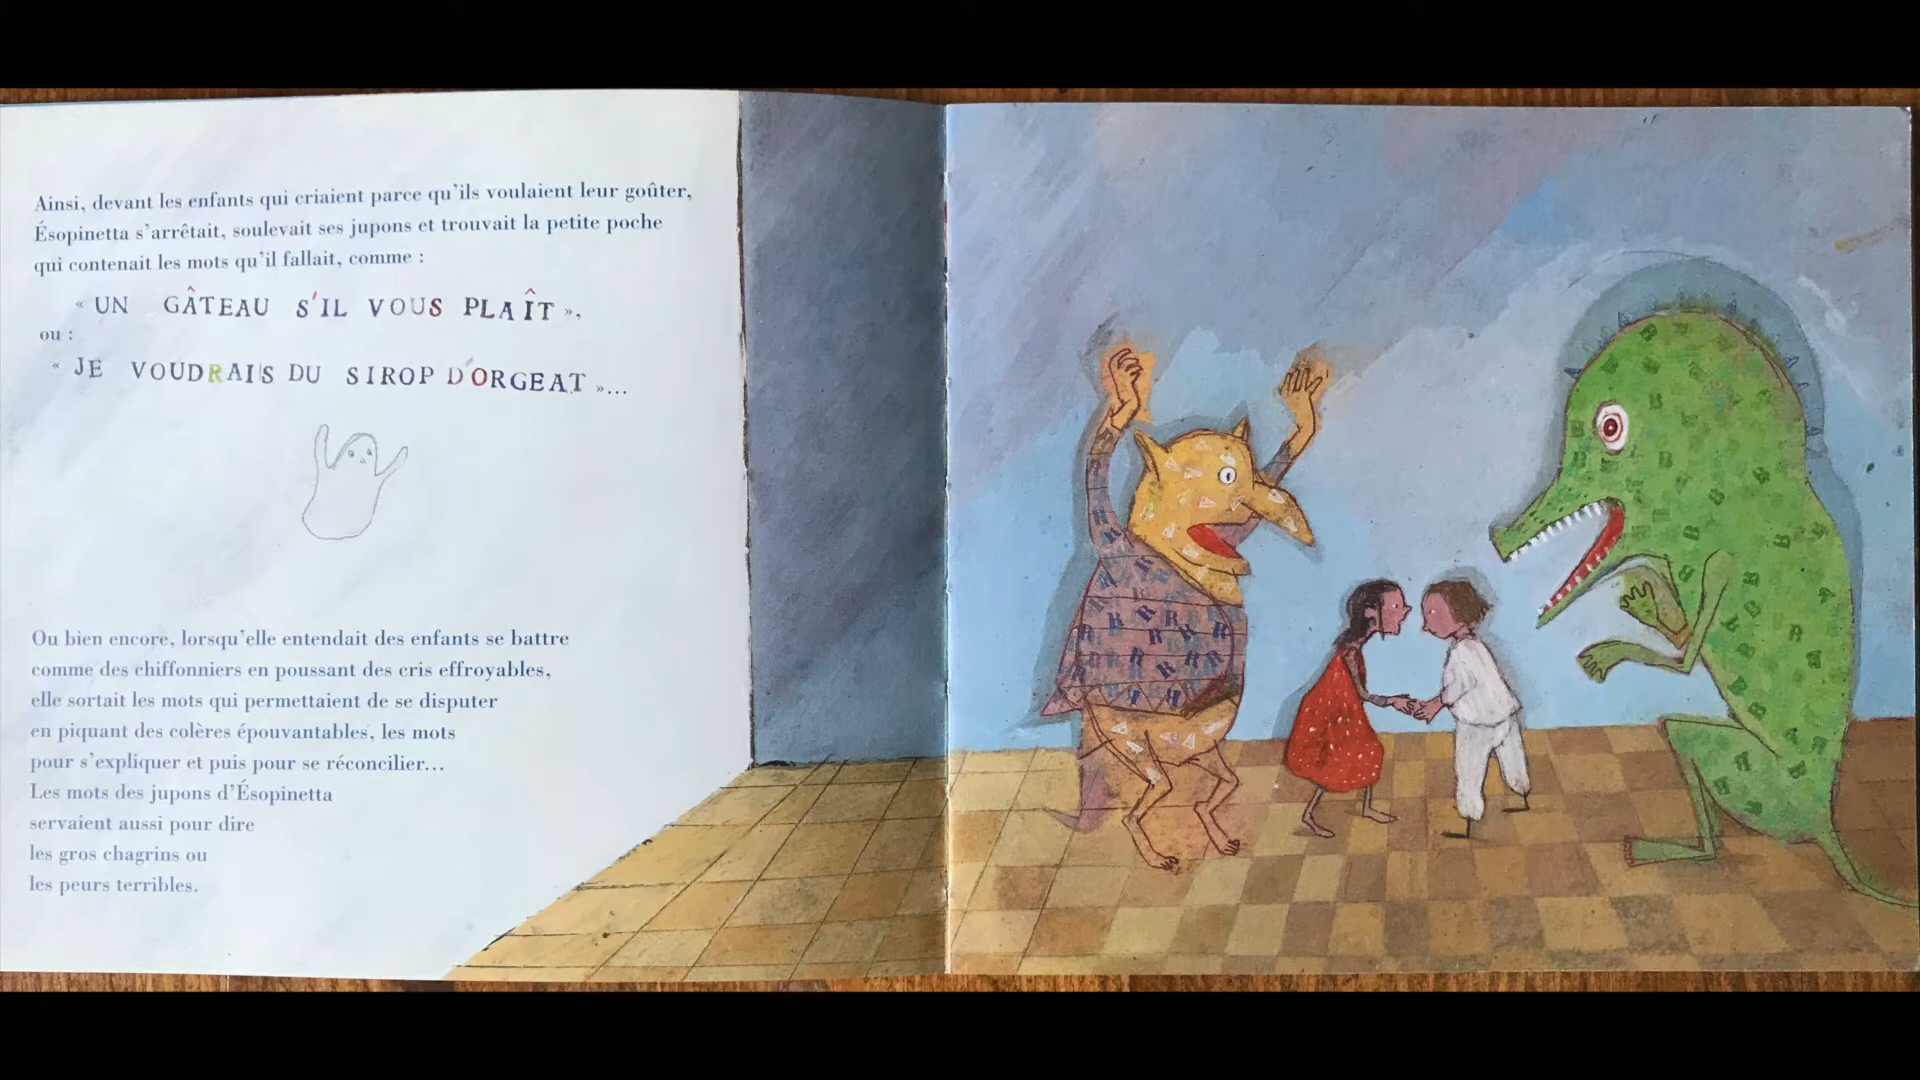 Ainsi, devant les enfants qui criaient parce qu'ils voulaient leur goûter,
Ésopinetta s'arrêtait, soulevait ses jupons et trouvait la petite poche
qui contenait les mots qu'il fallait, comme :
« UN GÂTEAU S'IL VOUS PLAÎT »,
ou :
« JE VOUDRAIS DU SIROP D'ORGEAT »...
Ou bien encore, lorsqu'elle entendait des enfants se battre
comme des chiffonniers en poussant des cris effroyables,
elle sortait les mots qui permettaient de se disputer
en piquant des colères épouvantables, les mots
pour s'expliquer et puis pour se réconcilier...
Les mots des jupons d'Ésopinetta
servaient aussi pour dire
les gros chagrins ou
les peurs terribles.